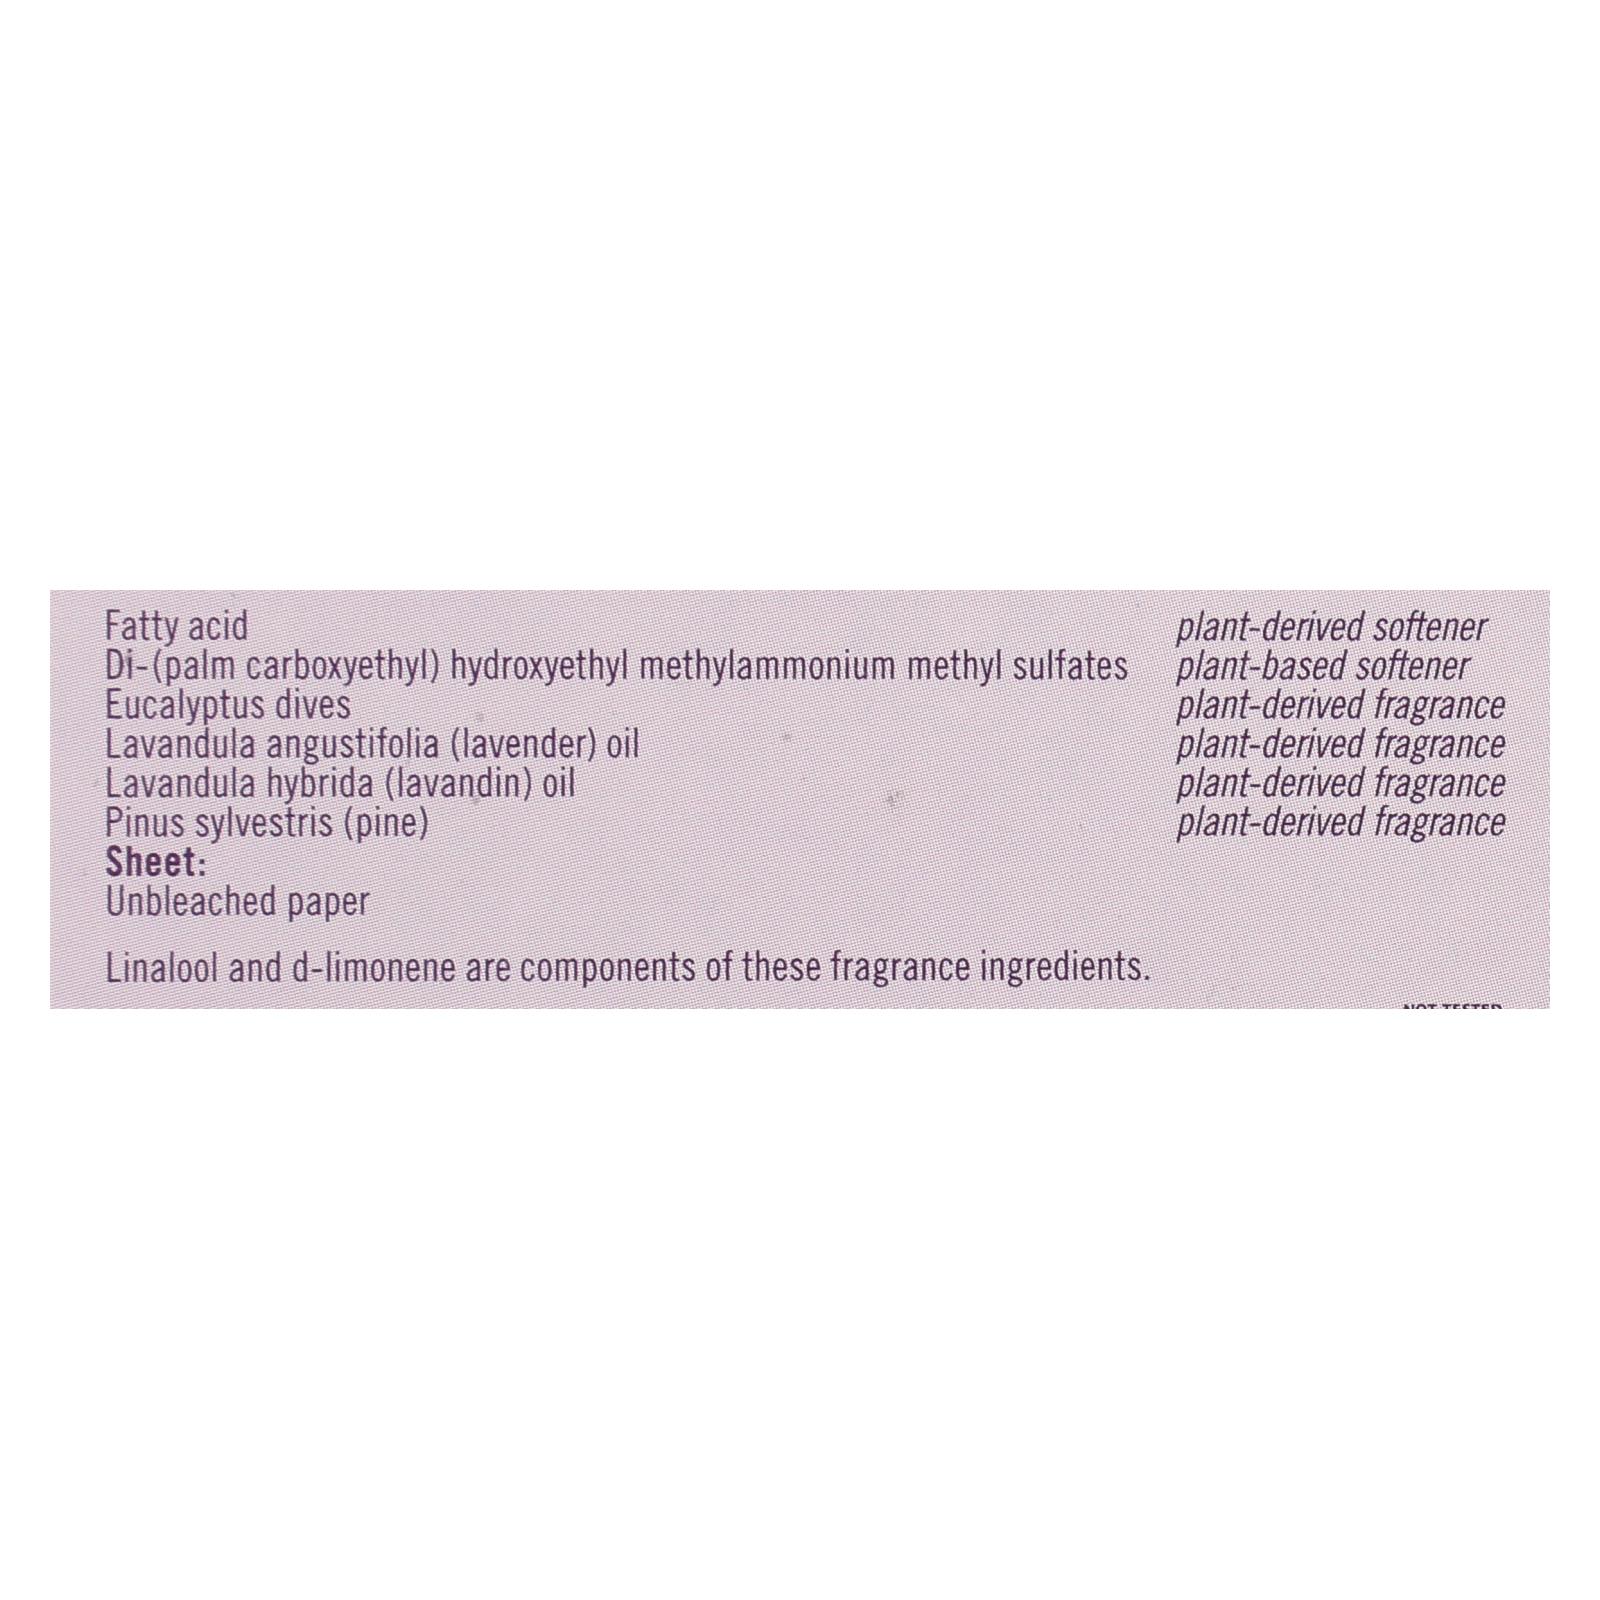 Fatty acid plant-derived softener
Di-(palm carboxyethyl) hydroxyethyl methylammonium methyl sulfates plant-based softener
Eucalyptus dives plant-derived fragrance
Lavandula angustifolia (lavender) oil plant-derived fragrance
Lavandula hybrida (lavandin) oil plant-derived fragrance
Pinus sylvestris (pine) plant-derived fragrance
Sheet:
Unbleached paper
Linalool and d-limonene are components of these fragrance ingredients.
NOT TESTED